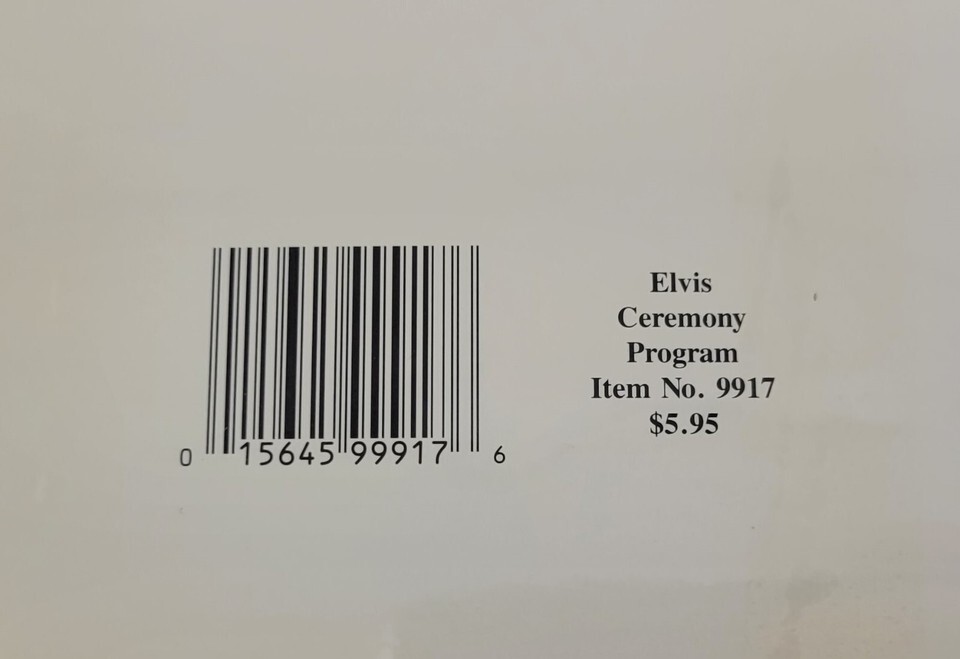 Elvis
Ceremony
Program
Item No. 9917
$5.95
0 15645 99917 6